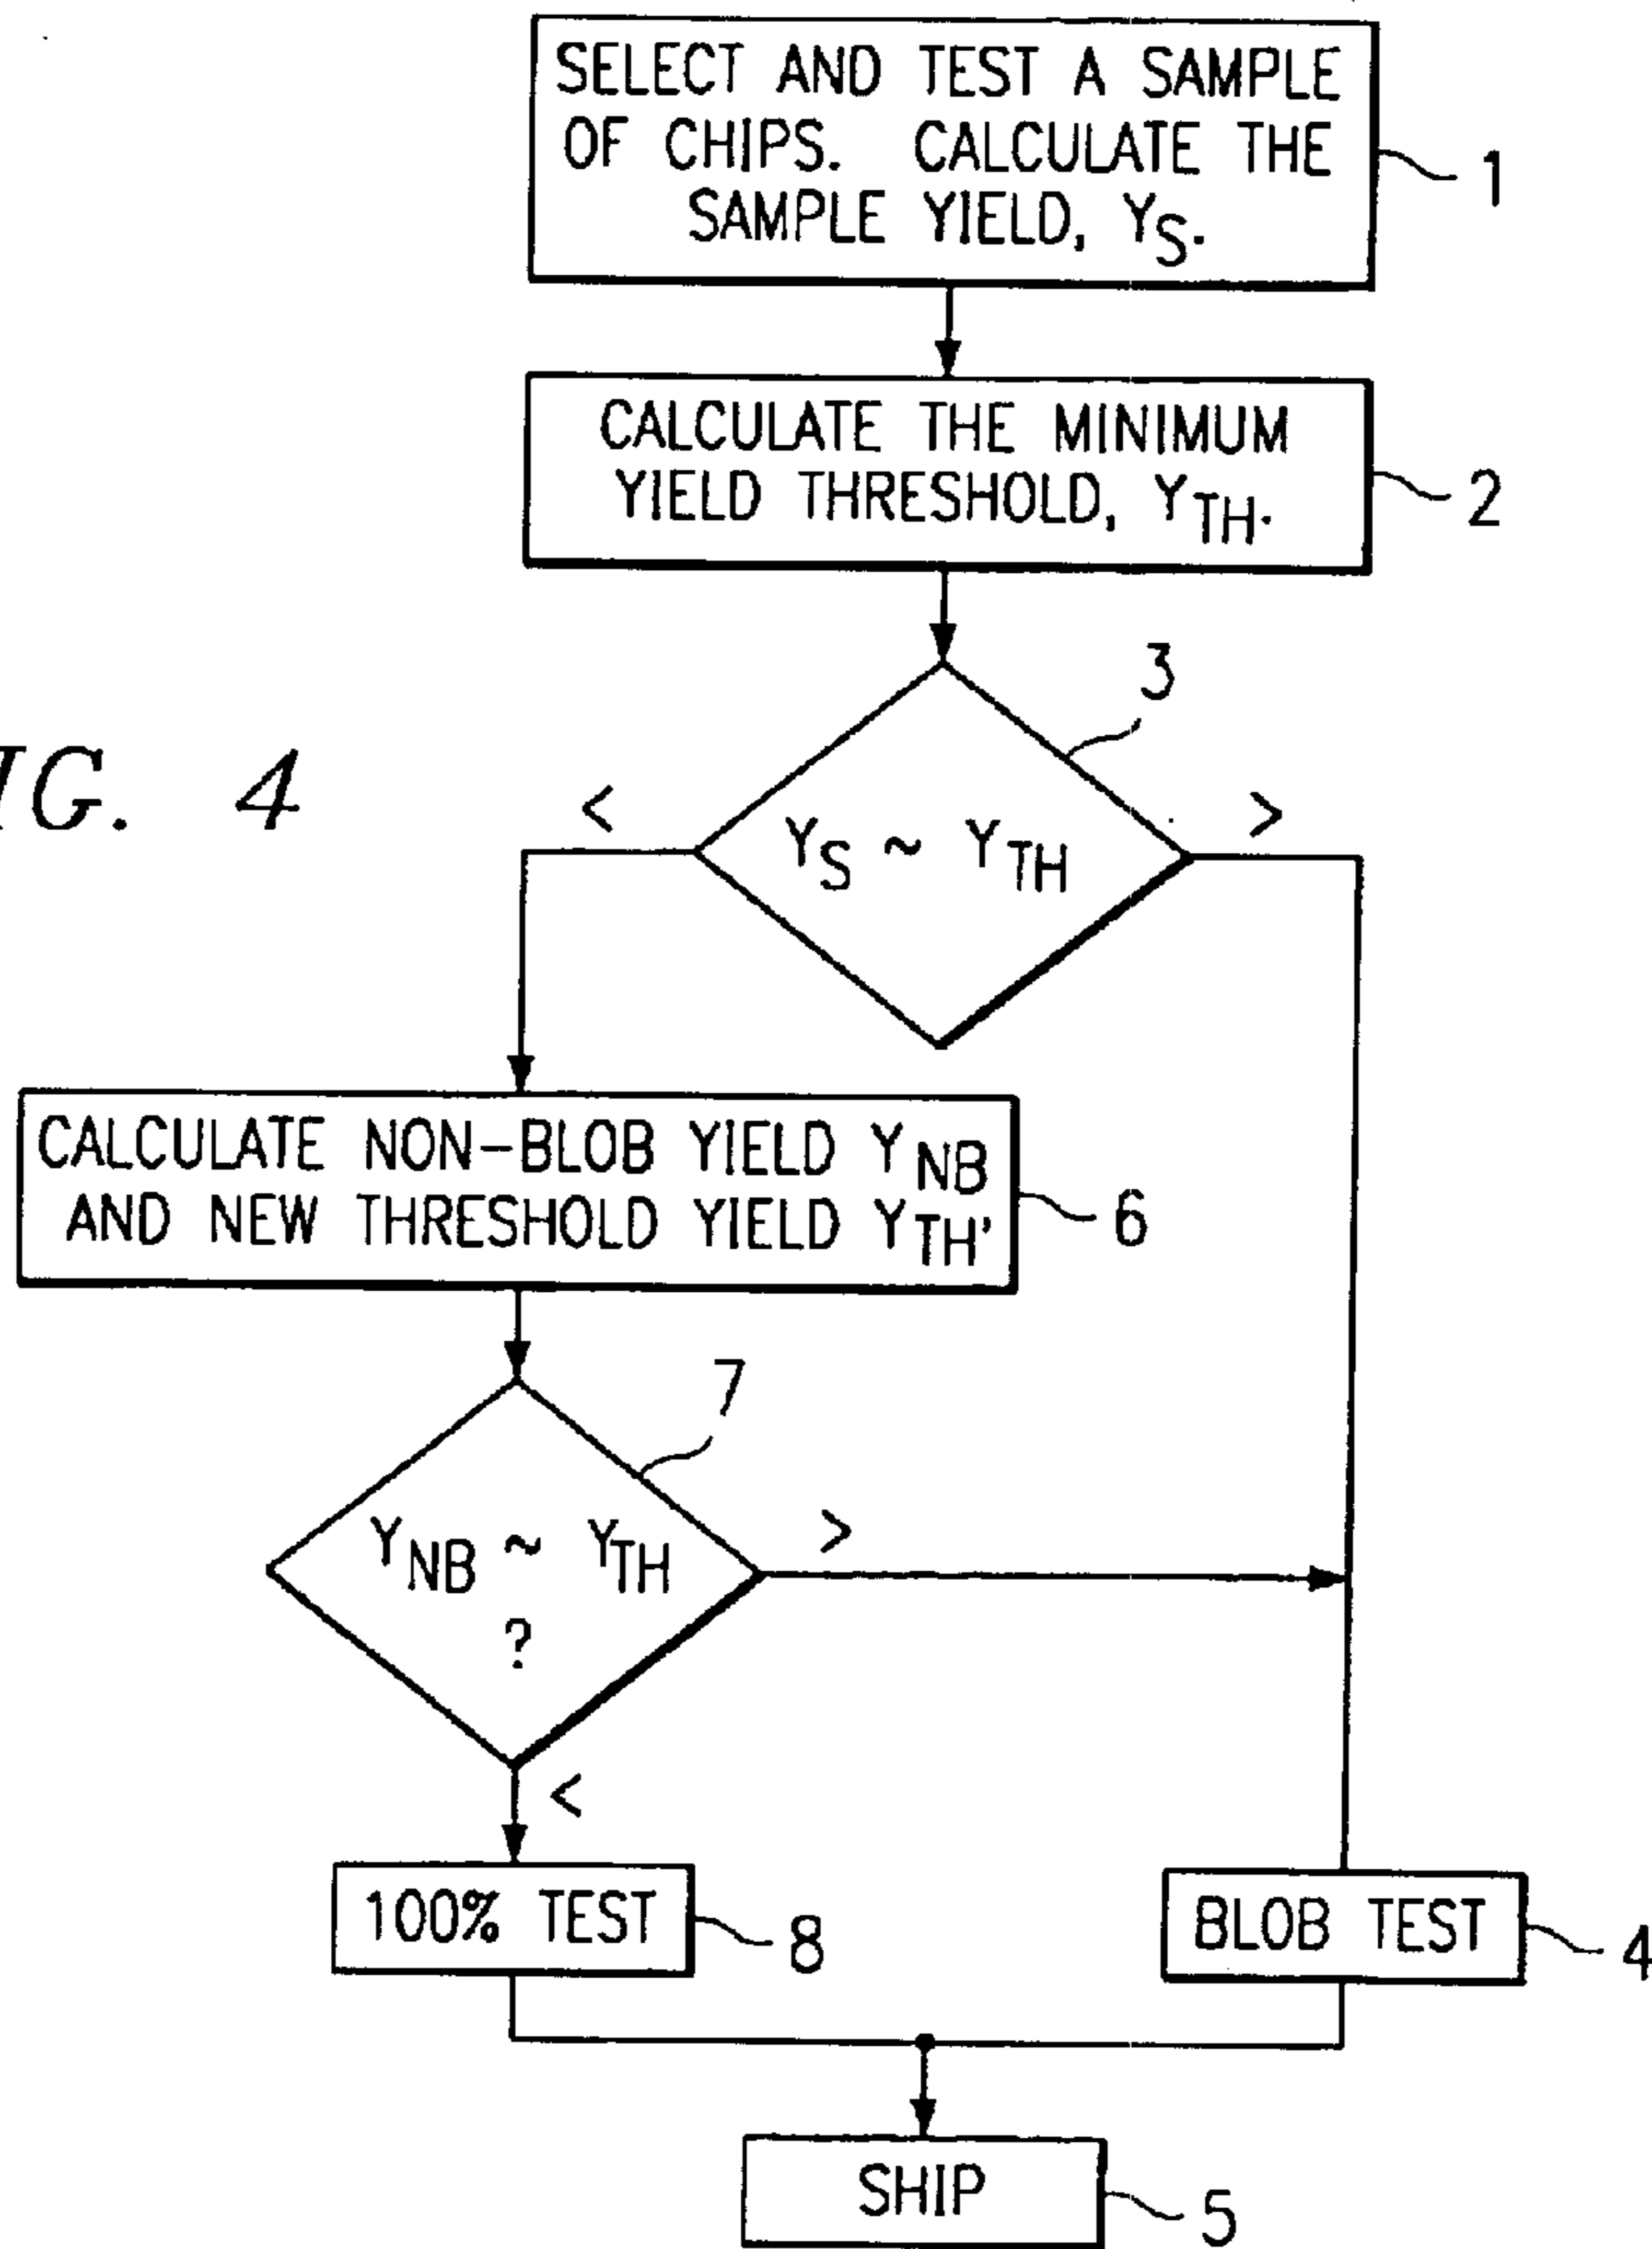 SELECT AND TEST A SAMPLE
OF CHIPS. CALCULATE THE
SAMPLE YIELD, YS.
1
CALCULATE THE MINIMUM
YIELD THRESHOLD, YTH.
2
3
IG. 4
<
>
YS ~ YTH
CALCULATE NON-BLOB YIELD YNB
AND NEW THRESHOLD YIELD YTH'
6
7
>
YNB ~ YTH
?
<
100% TEST
8
BLOB TEST
4
SHIP
5